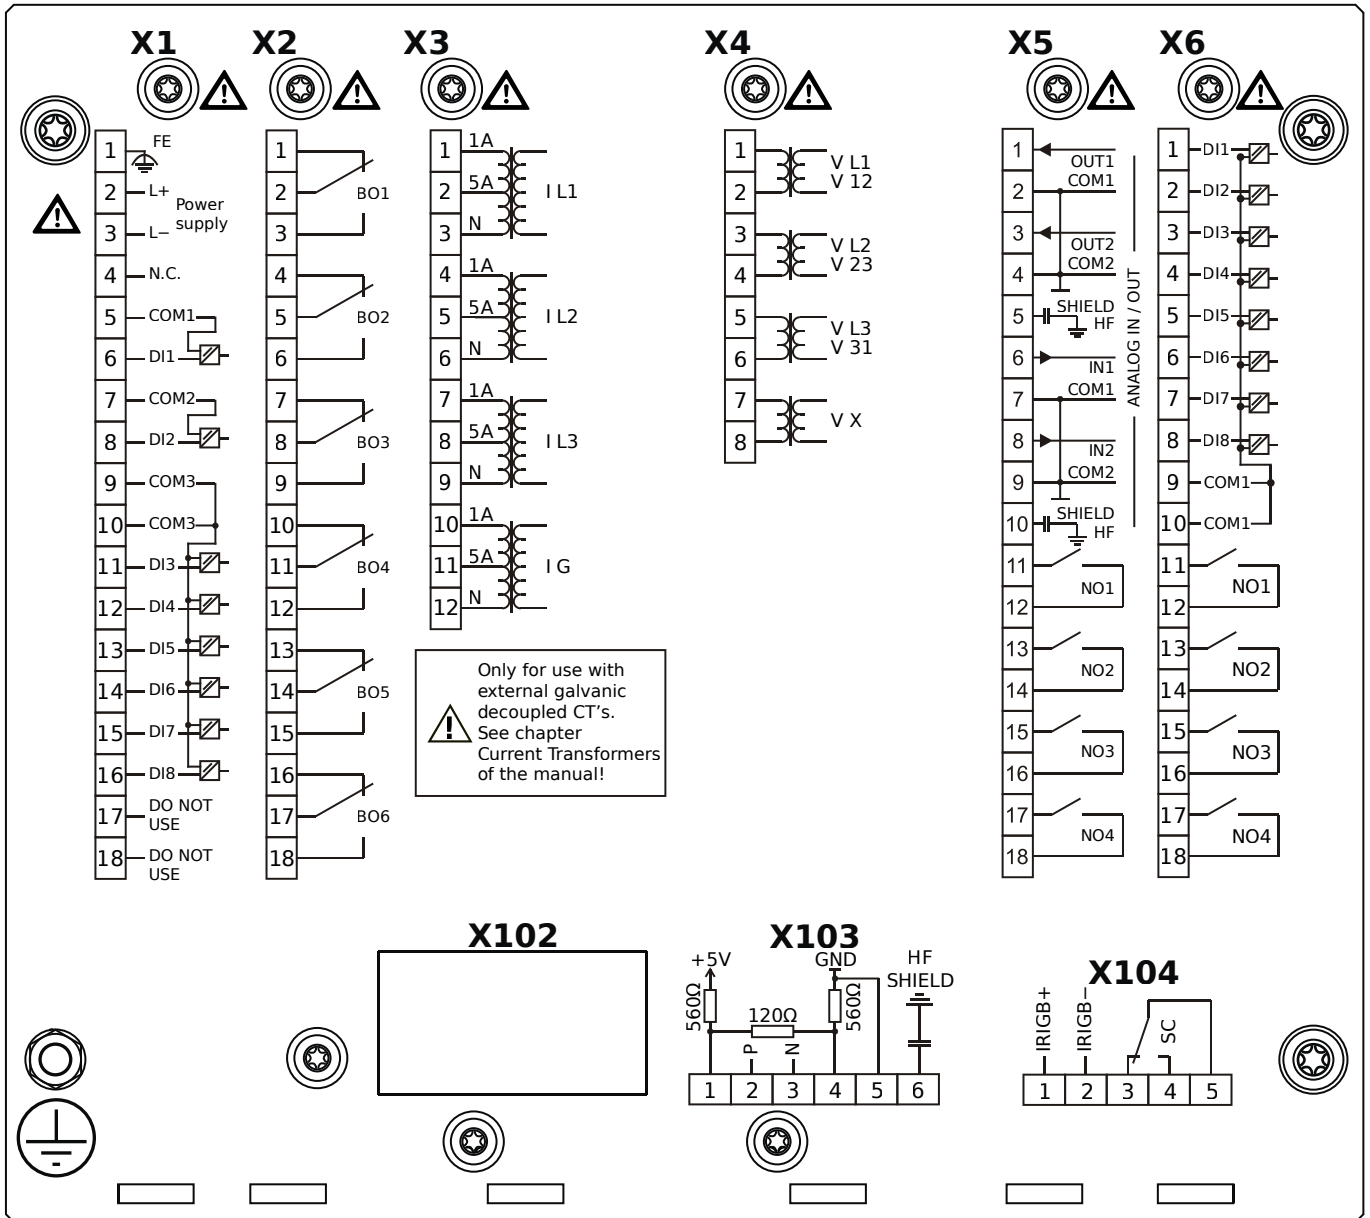 X1
X2
X3
X4
X5
X6
1
FE
2
L+
Power
supply
3
L−
4
N.C.
5
COM1
6
DI1
7
COM2
8
DI2
9
COM3
10
COM3
11
DI3
12
DI4
13
DI5
14
DI6
15
DI7
16
DI8
17
DO NOT
USE
18
DO NOT
USE
1
2
BO1
3
4
5
BO2
6
7
8
BO3
9
10
11
BO4
12
13
14
BO5
15
16
17
BO6
18
1
1A
2
5A
I L1
3
N
4
1A
5
5A
I L2
6
N
7
1A
8
5A
I L3
9
N
10
1A
11
5A
I G
12
N
Only for use with
external galvanic
decoupled CT's.
See chapter
Current Transformers
of the manual!
1
V L1
2
V 12
3
V L2
4
V 23
5
V L3
6
V 31
7
V X
8
1
OUT1
2
COM1
3
OUT2
4
COM2
5
SHIELD
HF
6
IN1
7
COM1
8
IN2
9
COM2
10
SHIELD
HF
ANALOG IN / OUT
11
NO1
12
13
NO2
14
15
NO3
16
17
NO4
18
1
DI1
2
DI2
3
DI3
4
DI4
5
DI5
6
DI6
7
DI7
8
DI8
9
COM1
10
COM1
11
NO1
12
13
NO2
14
15
NO3
16
17
NO4
18
X102
X103
+5V
GND
HF
SHIELD
560Ω
120Ω
560Ω
P
N
1 2 3 4 5 6
X104
IRIGB+
IRIGB−
SC
1 2 3 4 5